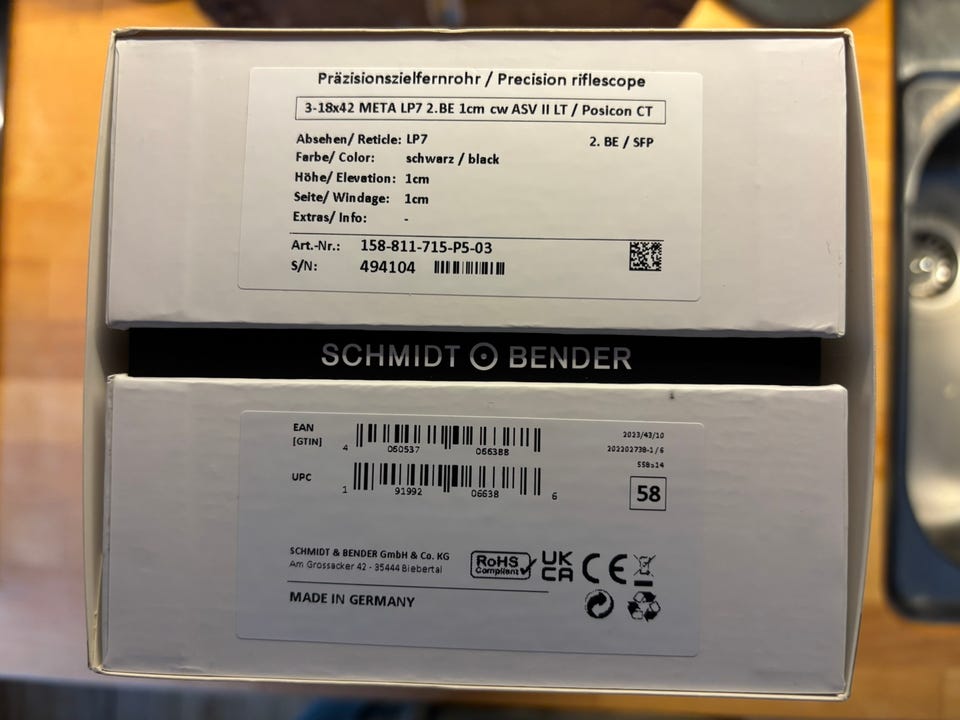 Präzisionszielfernrohr / Precision riflescope
3-18x42 META LP7 2.BE 1cm cw ASV II LT / Posicon CT
Absehen/ Reticle: LP7 2. BE / SFP
Farbe/ Color: schwarz / black
Höhe/ Elevation: 1cm
Seite/ Windage: 1cm
Extras/ Info: -
Art.-Nr.: 158-811-715-P5-03
S/N: 494104
SCHMIDT BENDER
EAN
[GTIN]
4 060537 066388
2023/43/10
202202738-1/6
558s14
UPC
1 91992 06638 6
58
SCHMIDT & BENDER GmbH & Co. KG
Am Grossacker 42 - 35444 Biebertal
RoHS
Compliant
UK
CA
CE
MADE IN GERMANY